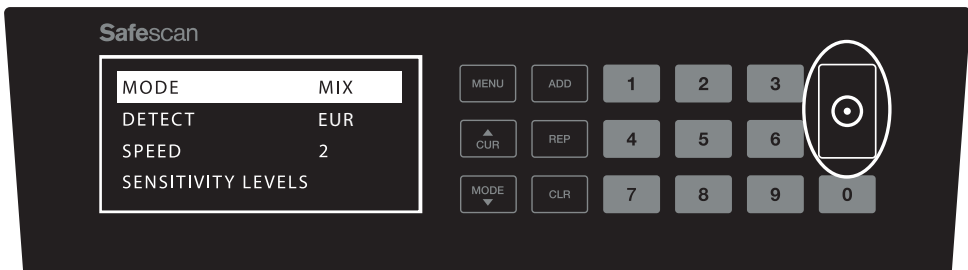 Safescan
MODE MIX
DETECT EUR
SPEED 2
SENSITIVITY LEVELS
MENU ADD 1 2 3
CUR REP 4 5 6
MODE CLR 7 8 9 0